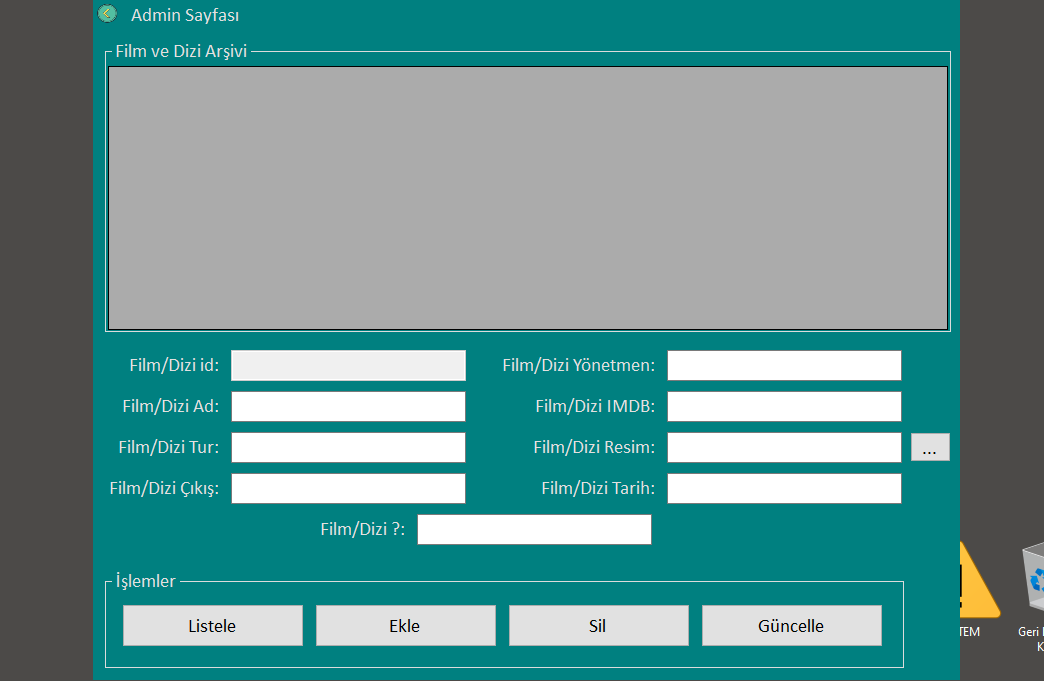 Admin Sayfası
Film ve Dizi Arşivi
Film/Dizi id:
Film/Dizi Yönetmen:
Film/Dizi Ad:
Film/Dizi IMDB:
Film/Dizi Tur:
Film/Dizi Resim:
...
Film/Dizi Çıkış:
Film/Dizi Tarih:
Film/Dizi ?:
İşlemler
Listele
Ekle
Sil
Güncelle
TEM
Geri
K